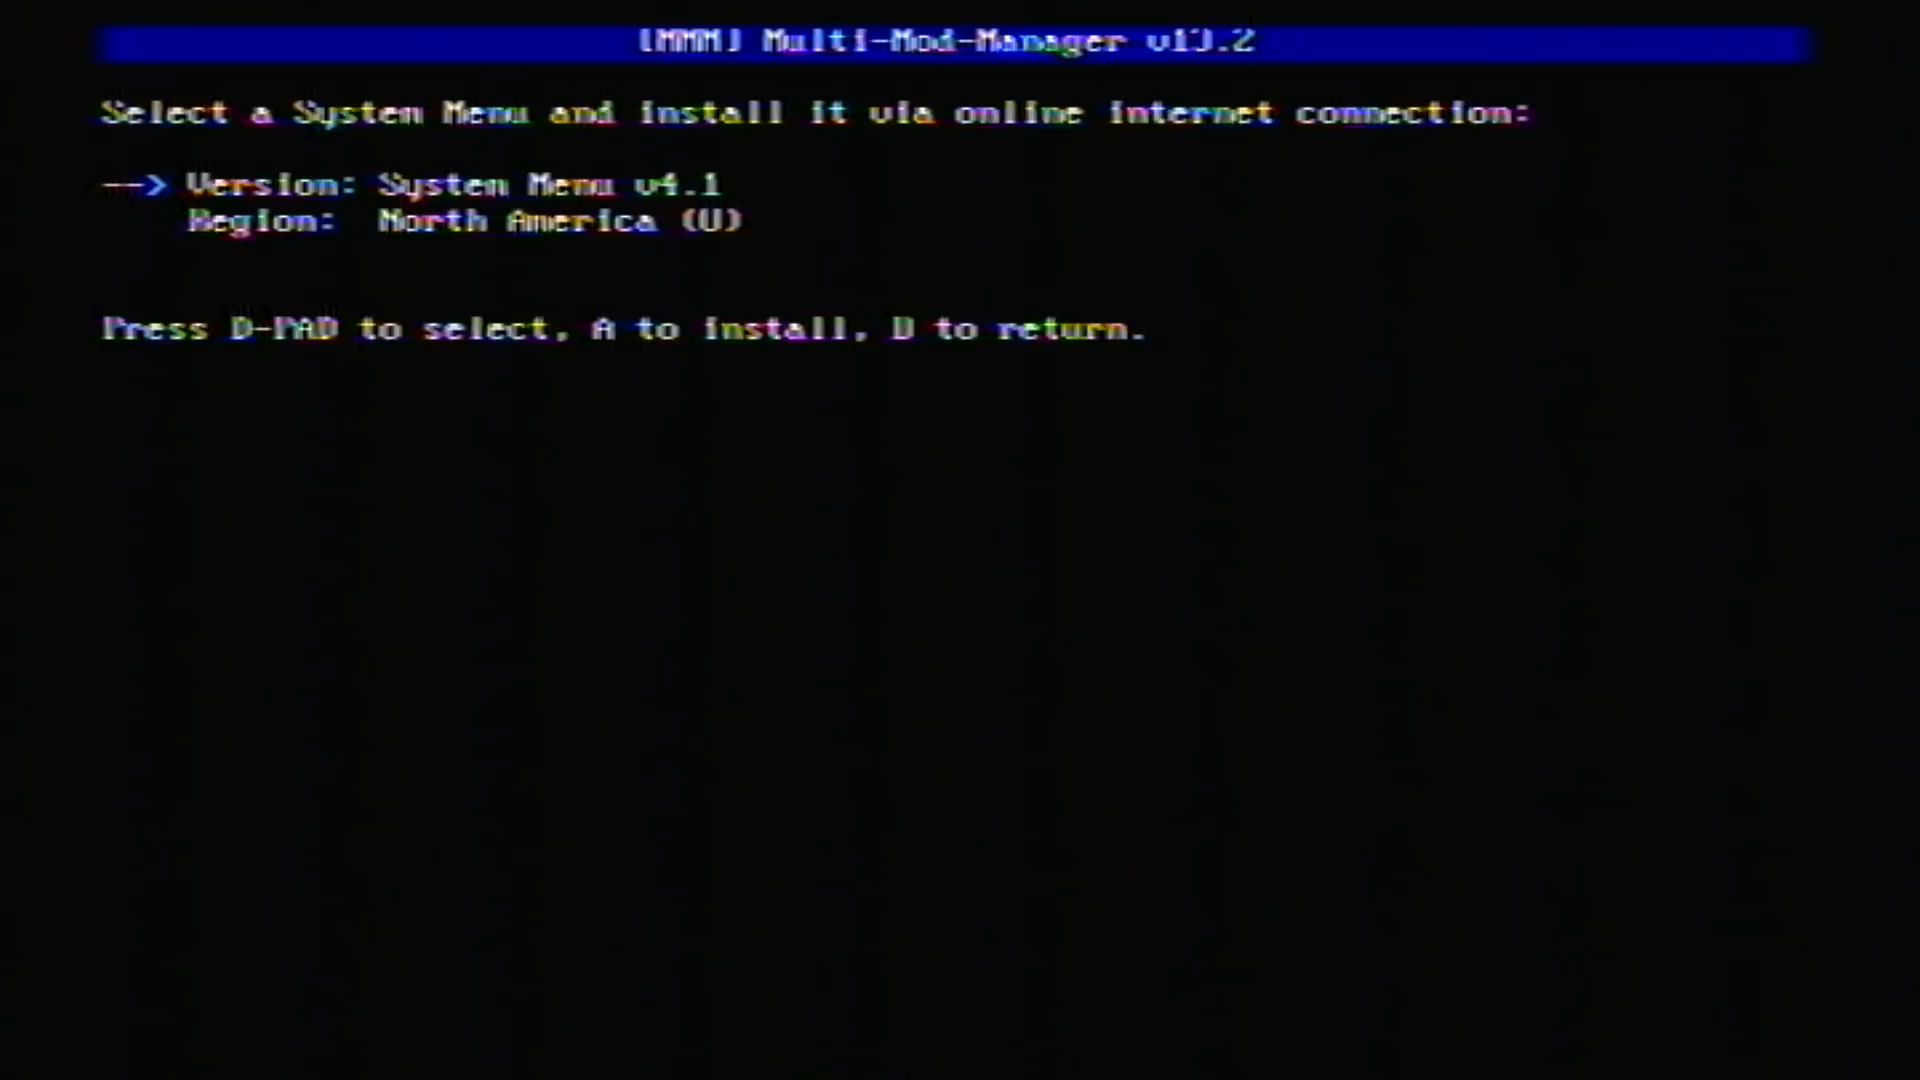 [MMM] Multi-Mod-Manager v13.2
Select a System Menu and install it via online internet connection:
--> Version: System Menu v4.1
Region: North America (U)
Press D-PAD to select, A to install, B to return.